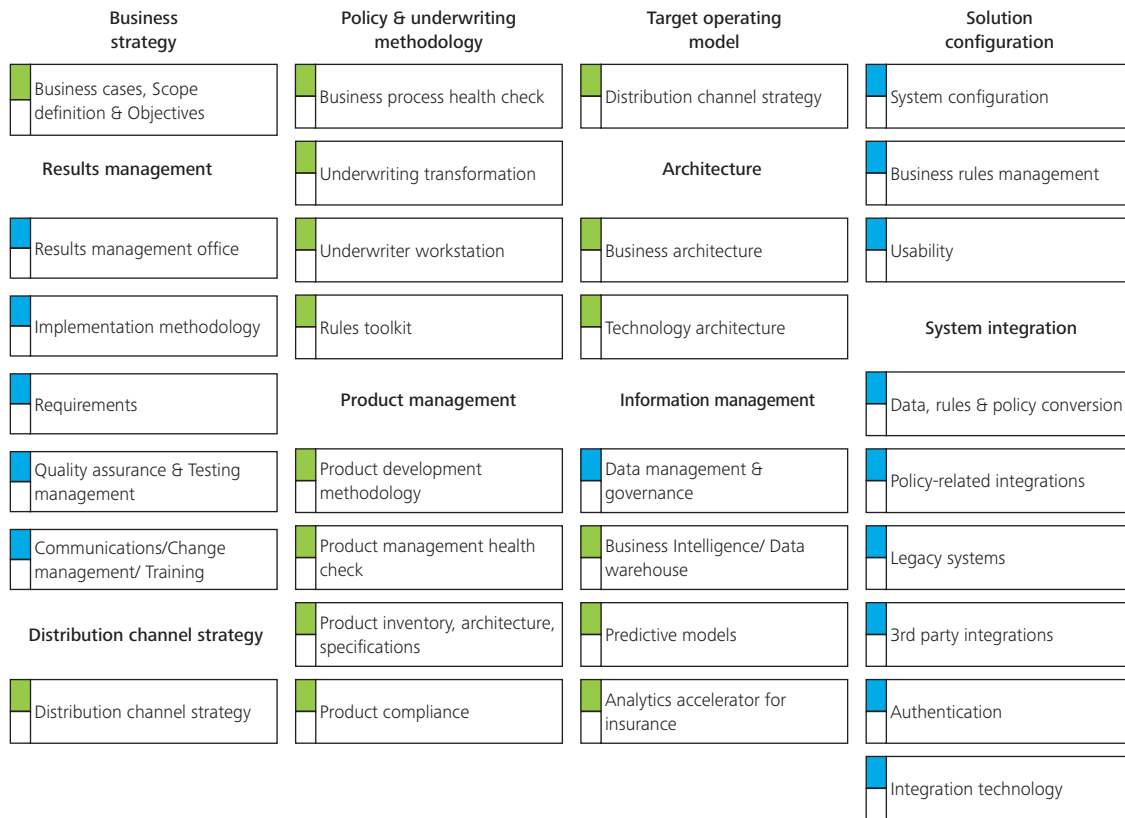 Business
strategy
Business cases, Scope
definition & Objectives
Results management
Results management office
Implementation methodology
Requirements
Quality assurance & Testing
management
Communications/Change
management/ Training
Distribution channel strategy
Distribution channel strategy
Policy & underwriting
methodology
Business process health check
Underwriting transformation
Underwriter workstation
Rules toolkit
Product management
Product development
methodology
Product management health
check
Product inventory, architecture,
specifications
Product compliance
Target operating
model
Distribution channel strategy
Architecture
Business architecture
Technology architecture
Information management
Data management &
governance
Business Intelligence/ Data
warehouse
Predictive models
Analytics accelerator for
insurance
Solution
configuration
System configuration
Business rules management
Usability
System integration
Data, rules & policy conversion
Policy-related integrations
Legacy systems
3rd party integrations
Authentication
Integration technology